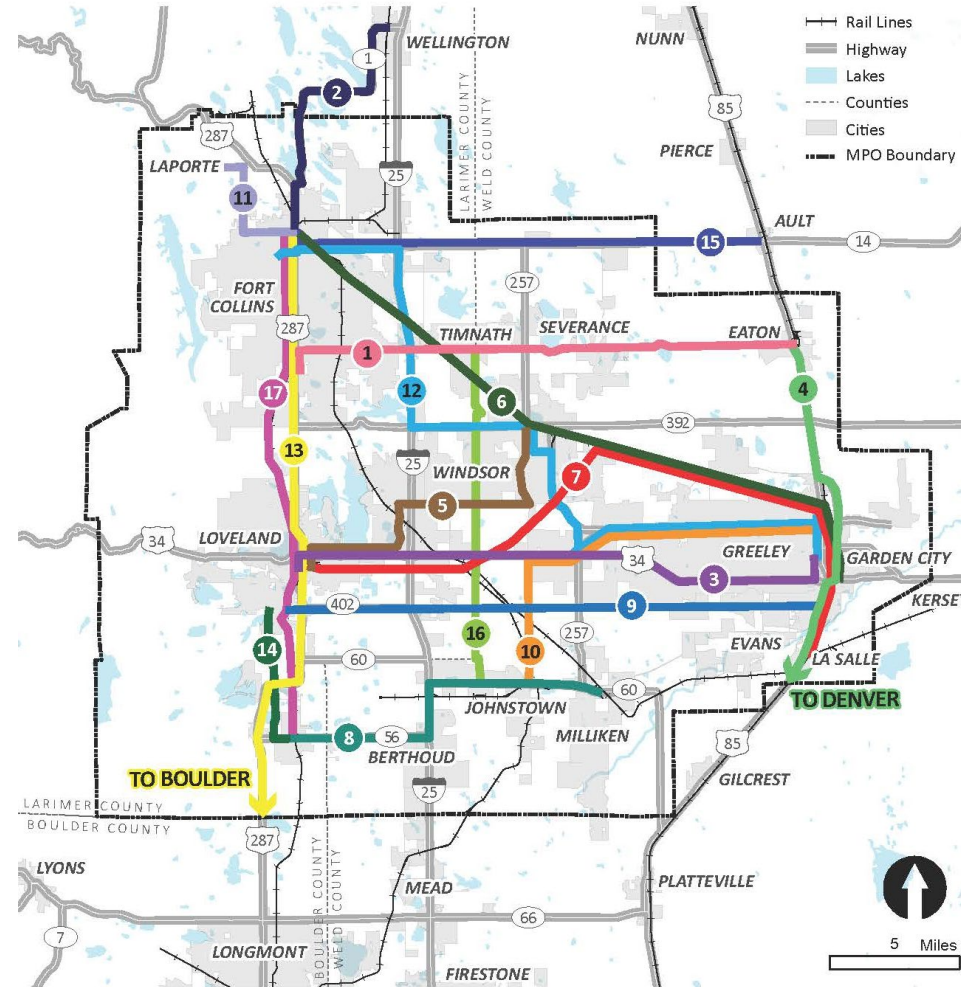 WELLINGTON
NUNN
Rail Lines
Highway
Lakes
Counties
Cities
MPO Boundary
1
2
85
287
LAPORTE
PIERCE
25
LARIMER COUNTY
WELD COUNTY
11
AULT
15
14
257
FORT
COLLINS
287
TIMNATH
SEVERANCE
EATON
1
17
12
6
4
392
13
25
WINDSOR
7
5
34
LOVELAND
34
GREELEY
GARDEN CITY
3
402
9
KERSEY
14
16
257
EVANS
60
10
LA SALLE
60
JOHNSTOWN
TO DENVER
8
56
BERTHOUD
MILLIKEN
85
TO BOULDER
25
GILCREST
LARIMER COUNTY
BOULDER COUNTY
287
LYONS
BOULDER COUNTY
WELD COUNTY
MEAD
PLATTEVILLE
7
66
LONGMONT
5 Miles
FIRESTONE